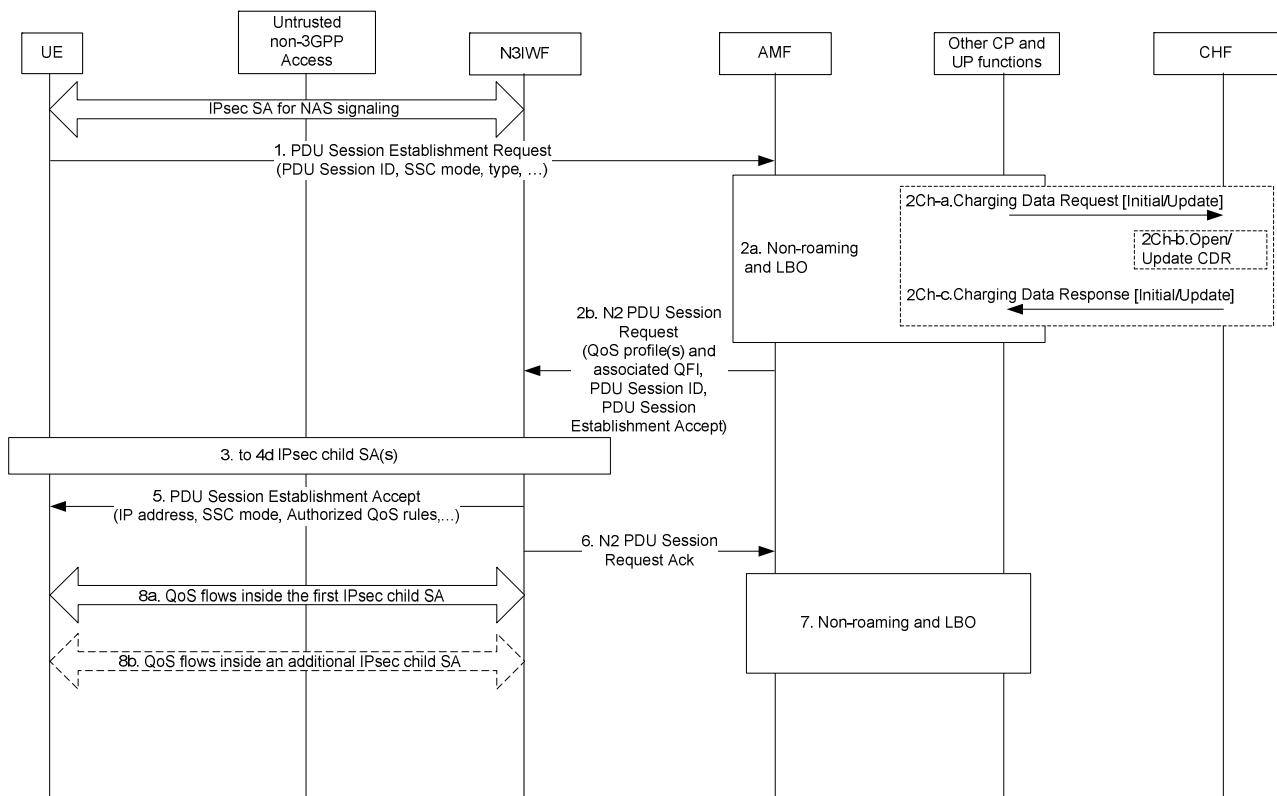 UE
Untrusted
non-3GPP
Access
N3IWF
AMF
Other CP and
UP functions
CHF
IPsec SA for NAS signaling
1. PDU Session Establishment Request
(PDU Session ID, SSC mode, type, …)
2a. Non-roaming
and LBO
2Ch-a.Charging Data Request [Initial/Update]
2Ch-b.Open/
Update CDR
2Ch-c.Charging Data Response [Initial/Update]
2b. N2 PDU Session
Request
(QoS profile(s) and
associated QFI,
PDU Session ID,
PDU Session
Establishment Accept)
3. to 4d IPsec child SA(s)
5. PDU Session Establishment Accept
(IP address, SSC mode, Authorized QoS rules,…)
6. N2 PDU Session
Request Ack
8a. QoS flows inside the first IPsec child SA
7. Non-roaming and LBO
8b. QoS flows inside an additional IPsec child SA